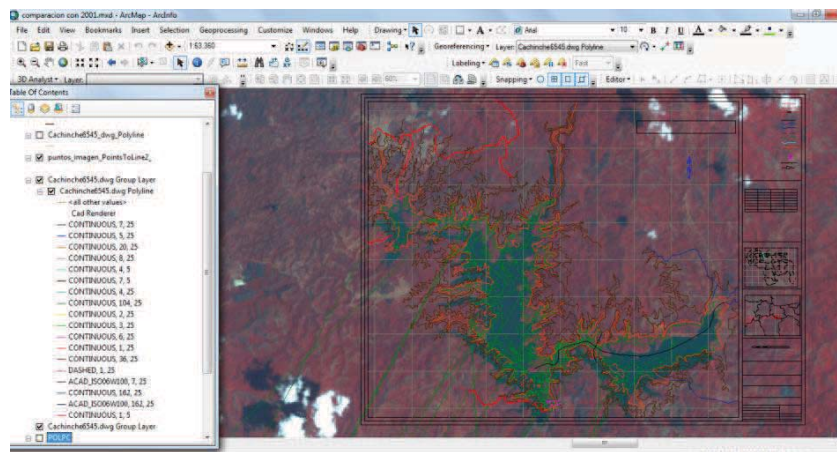 comparacion con 2001.mxd - ArcMap - ArcInfo
File Edit View Bookmarks Insert Selection Geoprocessing Customize Windows Help Drawing Arial 10 B I U A
1:63.360 Georeferencing Layer: Cachinche6545.dwg Polyline
Labeling Fast
3D Analyst Layer: 60% Snapping Editor
Table Of Contents
Cachinche6545_dwg_Polyline
puntos_imagen_PointsToLine2_
Cachinche6545.dwg Group Layer
Cachinche6545.dwg Polyline
<all other values>
Cad Renderer
CONTINUOUS, 7, 25
CONTINUOUS, 5, 25
CONTINUOUS, 20, 25
CONTINUOUS, 8, 25
CONTINUOUS, 4, 5
CONTINUOUS, 7, 5
CONTINUOUS, 4, 25
CONTINUOUS, 104, 25
CONTINUOUS, 2, 25
CONTINUOUS, 3, 25
CONTINUOUS, 6, 25
CONTINUOUS, 1, 25
CONTINUOUS, 36, 25
DASHED, 1, 25
ACAD_ISO06W100, 7, 25
CONTINUOUS, 162, 25
ACAD_ISO06W100, 162, 25
CONTINUOUS, 1, 5
Cachinche6545.dwg Group Layer